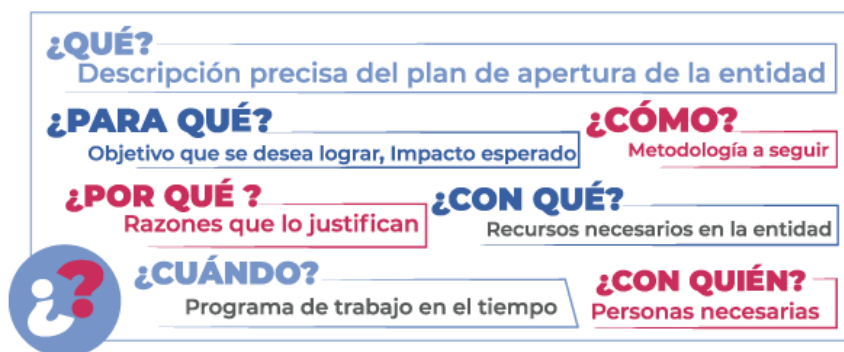 ¿QUÉ?
Descripción precisa del plan de apertura de la entidad
¿PARA QUÉ?
Objetivo que se desea lograr, Impacto esperado
¿CÓMO?
Metodología a seguir
¿POR QUÉ ?
Razones que lo justifican
¿CON QUÉ?
Recursos necesarios en la entidad
¿CUÁNDO?
Programa de trabajo en el tiempo
¿CON QUIÉN?
Personas necesarias
¿?